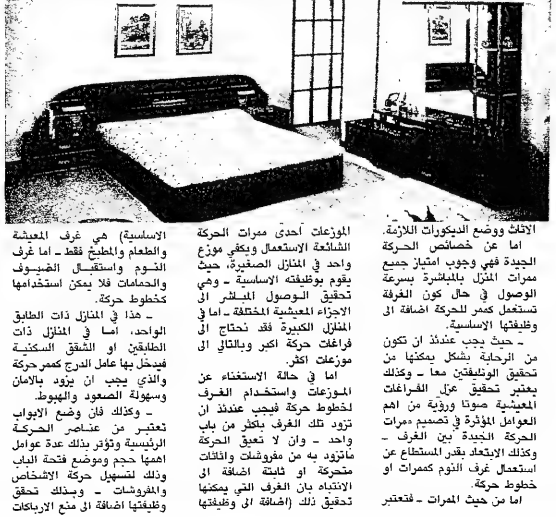 الاثاث ووضع الديكورات اللازمة.
اما عن خصائص الحركة
الجيدة فهي وجوب امتياز جميع
ممرات المنزل بالمباشرة بسرعة
الوصول في حال كون الغرفة
تستعمل كممر للحركة اضافة الى
وظيفتها الاساسية.
ـ حيث يجب عندئذ ان تكون
من الرحابة بشكل يمكنها من
تحقيق الوظيفتين معا ـ وكذلك
يعتبر تحقيق عزل الفراغات
المعيشية صوتا ورؤية من اهم
العوامل المؤثرة في تصميم ممرات
الحركة الجيدة بين الغرف ـ
وكذلك الابتعاد بقدر المستطاع عن
استعمال غرف النوم كممرات او
خطوط حركة.
اما من حيث الممرات ـ فتعتبر
الموزعات احدى ممرات الحركة
الشائعة الاستعمال ويكفي موزع
واحد في المنازل الصغيرة، حيث
يقوم بوظيفته الاساسية ـ وهي
تحقيق الوصول المباشر الى
الاجزاء المعيشية المختلفة ـ اما في
المنازل الكبيرة فقد نحتاج الى
فراغات حركة اكبر وبالتالي الى
موزعات اكثر.
اما في حالة الاستغناء عن
الموزعات واستخدام الغرف
لخطوط حركة فيجب عندئذ ان
تزود تلك الغرف بأكثر من باب
واحد ـ وان لا تعيق الحركة
ماتزود به من مفروشات واثاثات
متحركة او ثابتة اضافة الى
الانتباه بان الغرف التي يمكنها
تحقيق ذلك (اضافة الى وظيفتها
الاساسية) هي غرف المعيشة
والطعام والمطبخ فقط ـ اما غرف
النوم واستقبال الضيوف
والحمامات فلا يمكن استخدامها
كخطوط حركة.
ـ هذا في المنازل ذات الطابق
الواحد، اما في المنازل ذات
الطابقين او الشقق السكنية
فيدخل بها عامل الدرج كممر حركة
والذي يجب ان يزود بالامان
وسهولة الصعود والهبوط.
ـ وكذلك فان وضع الابواب
تعتبر من عناصر الحركة
الرئيسية وتؤثر بذلك عدة عوامل
اهمها حجم وموضع فتحة الباب
وذلك لتسهيل حركة الاشخاص
والمفروشات ـ وبذلك تحقق
وظيفتها اضافة الى منع الارباكات